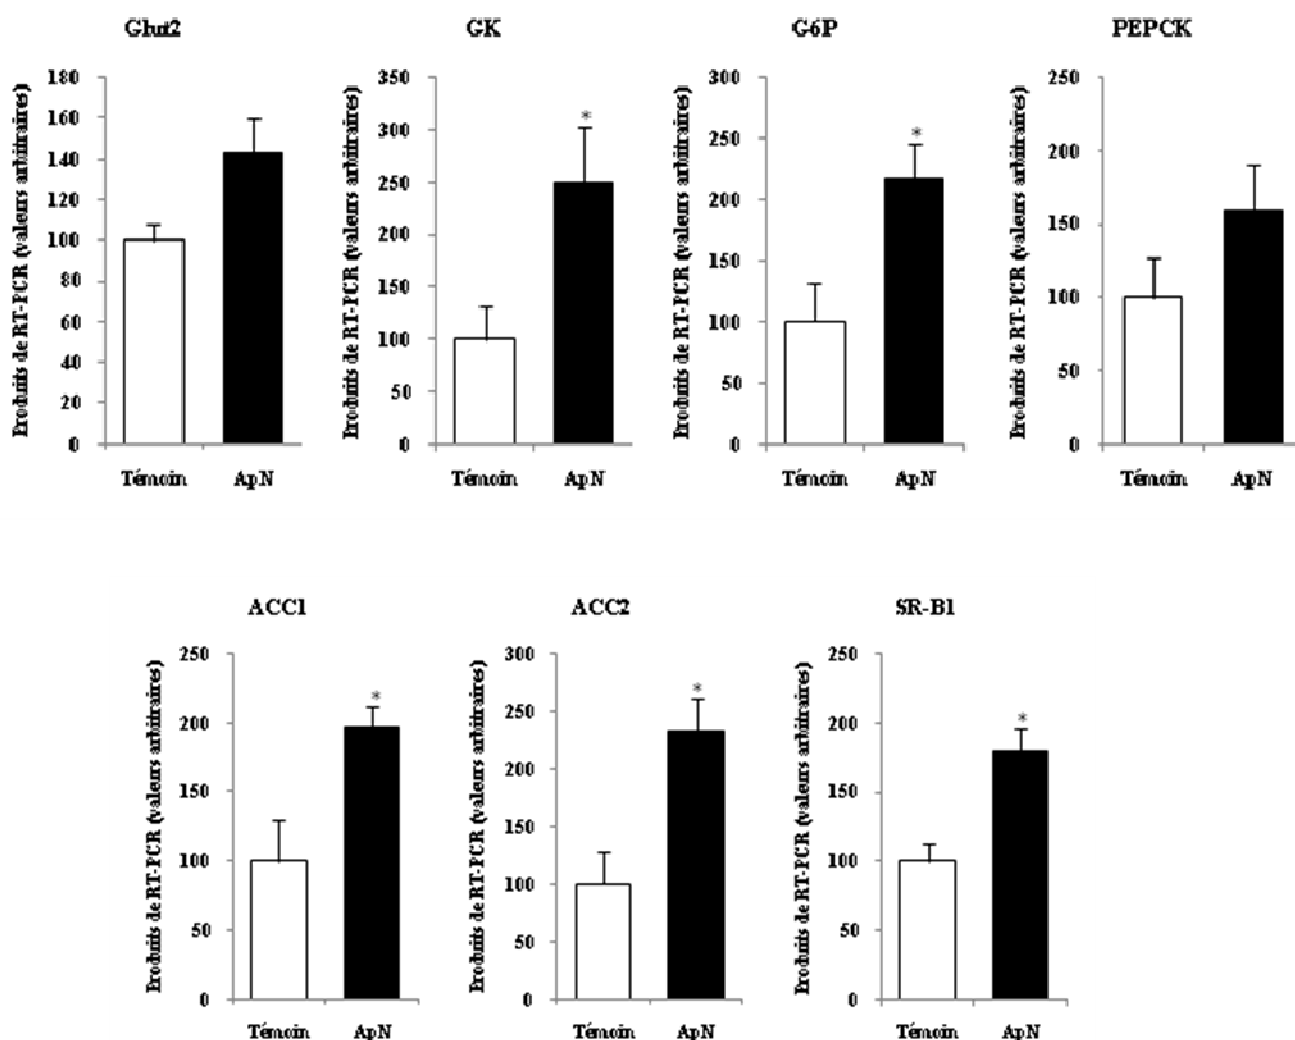 Glut2
GK
G6P
PEPCK
Produits de RT-PCR (valeurs arbitraires)
180
160
140
120
100
80
60
40
20
0
Témoin
ApN
Produits de RT-PCR (valeurs arbitraires)
350
300
250
200
150
100
50
0
*
Témoin
ApN
Produits de RT-PCR (valeurs arbitraires)
300
250
200
150
100
50
0
*
Témoin
ApN
Produits de RT-PCR (valeurs arbitraires)
250
200
150
100
50
0
Témoin
ApN
ACC1
ACC2
SR-B1
Produits de RT-PCR (valeurs arbitraires)
250
200
150
100
50
0
*
Témoin
ApN
Produits de RT-PCR (valeurs arbitraires)
300
250
200
150
100
50
0
*
Témoin
ApN
Produits de RT-PCR (valeurs arbitraires)
250
200
150
100
50
0
*
Témoin
ApN